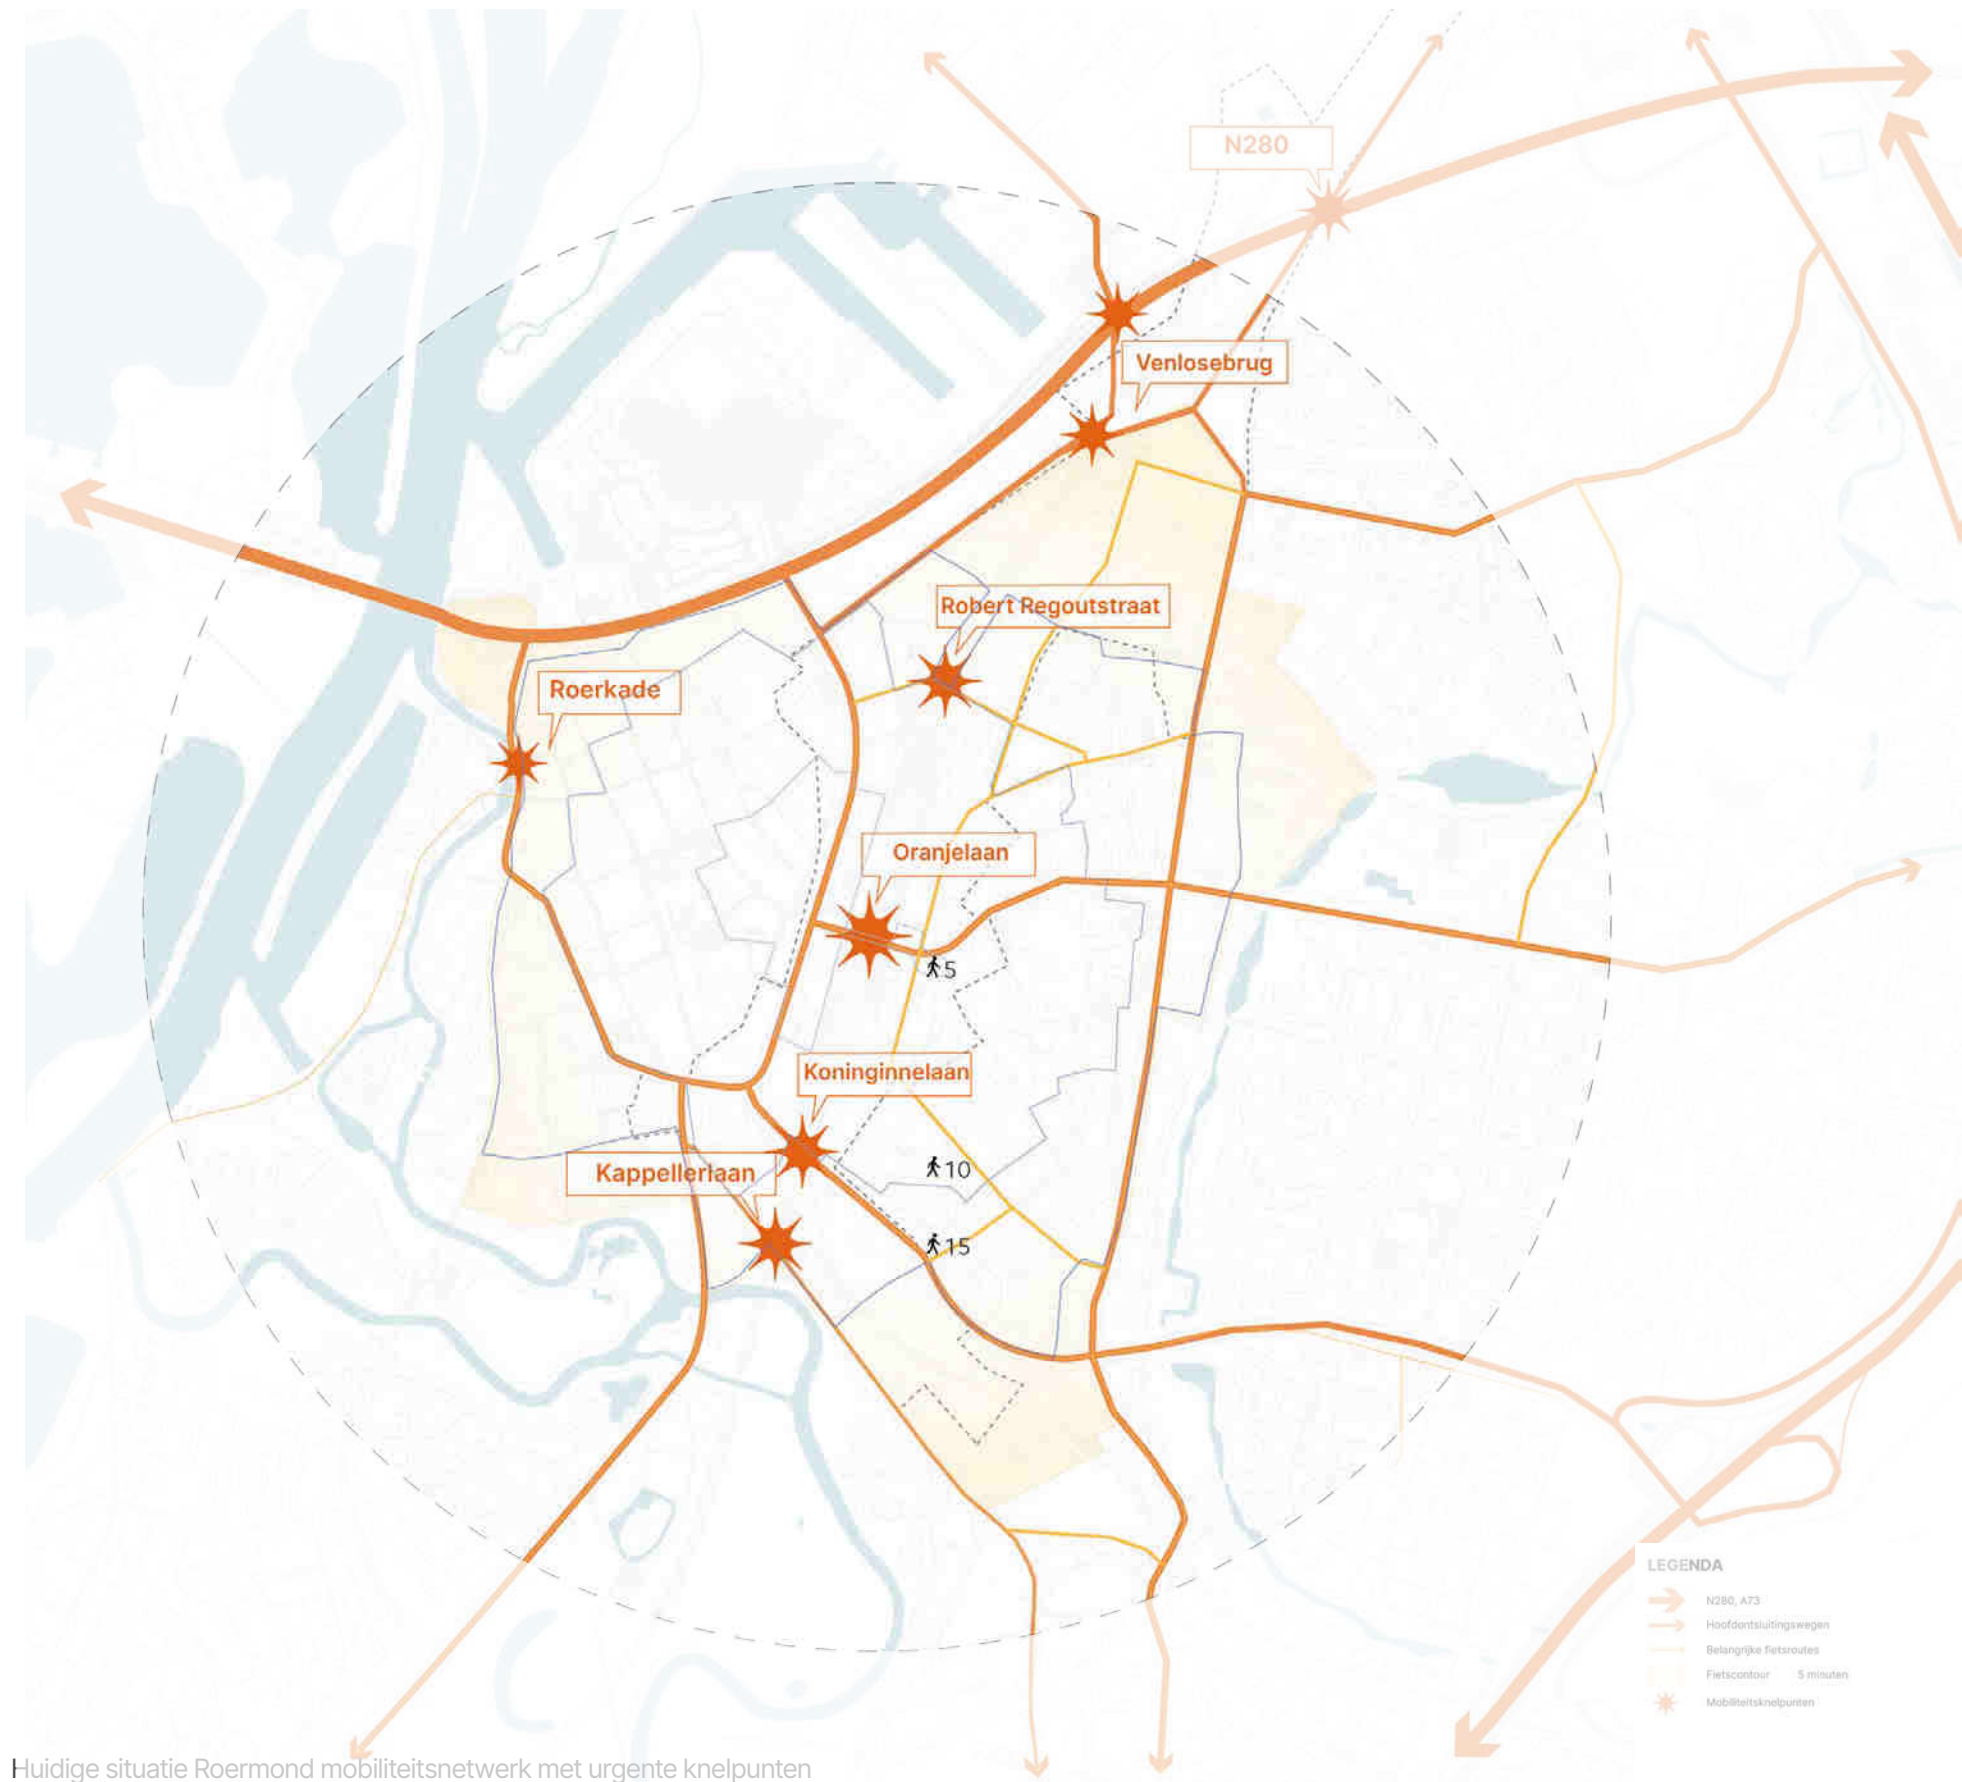 N280
Venlosebrug
Robert Regoutstraat
Roerkade
Oranjelaan
5
Koninginnelaan
10
Kappellerlaan
15
LEGENDA
N280, A73
Hoofdontsluitingswegen
Belangrijke fietsroutes
Fietscontour 5 minuten
Mobiliteitsknelpunten
Huidige situatie Roermond mobiliteitsnetwerk met urgente knelpunten